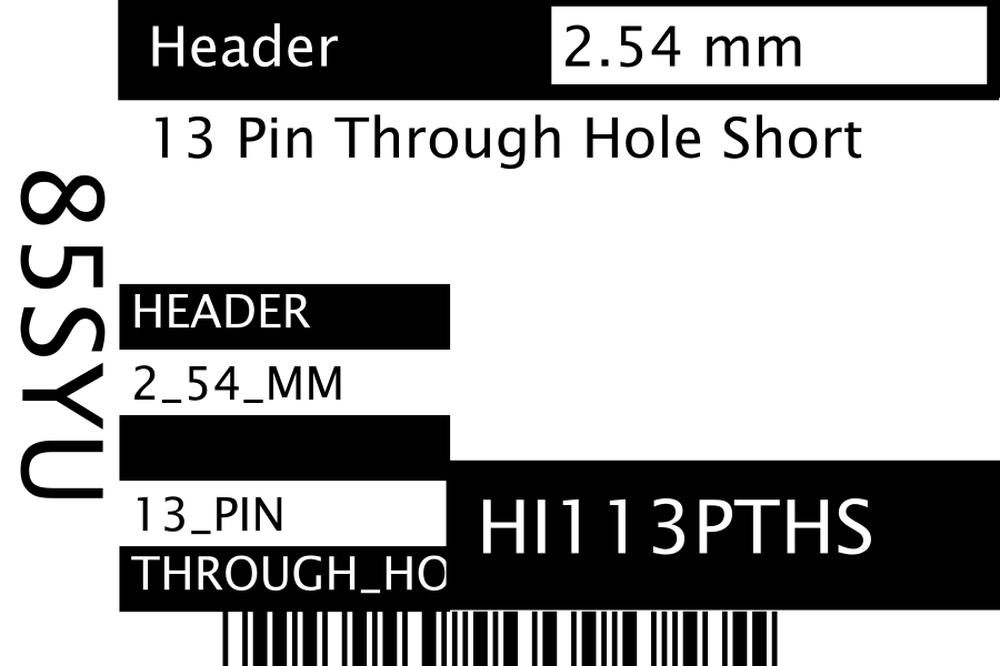 Header
2.54 mm
13 Pin Through Hole Short
85SYU
HEADER
2_54_MM
13_PIN
THROUGH_HO
HI113PTHS